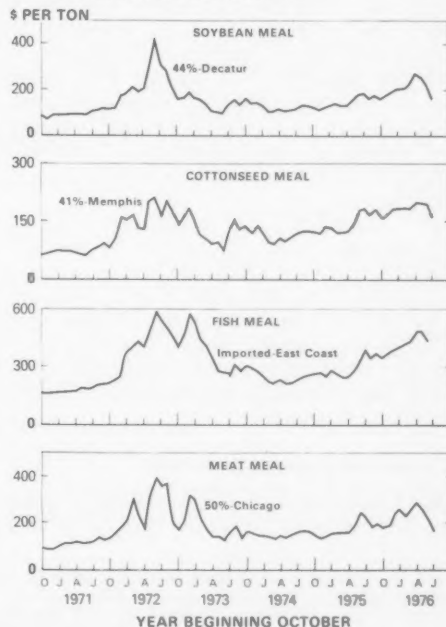 $ PER TON
SOYBEAN MEAL
400
44%-Decatur
200
0
300
COTTONSEED MEAL
41%-Memphis
150
0
600
FISH MEAL
Imported-East Coast
300
0
MEAT MEAL
400
50%-Chicago
200
0
O J A J O J A J O J A J O J A J O J A J O J A J
1971 1972 1973 1974 1975 1976
YEAR BEGINNING OCTOBER